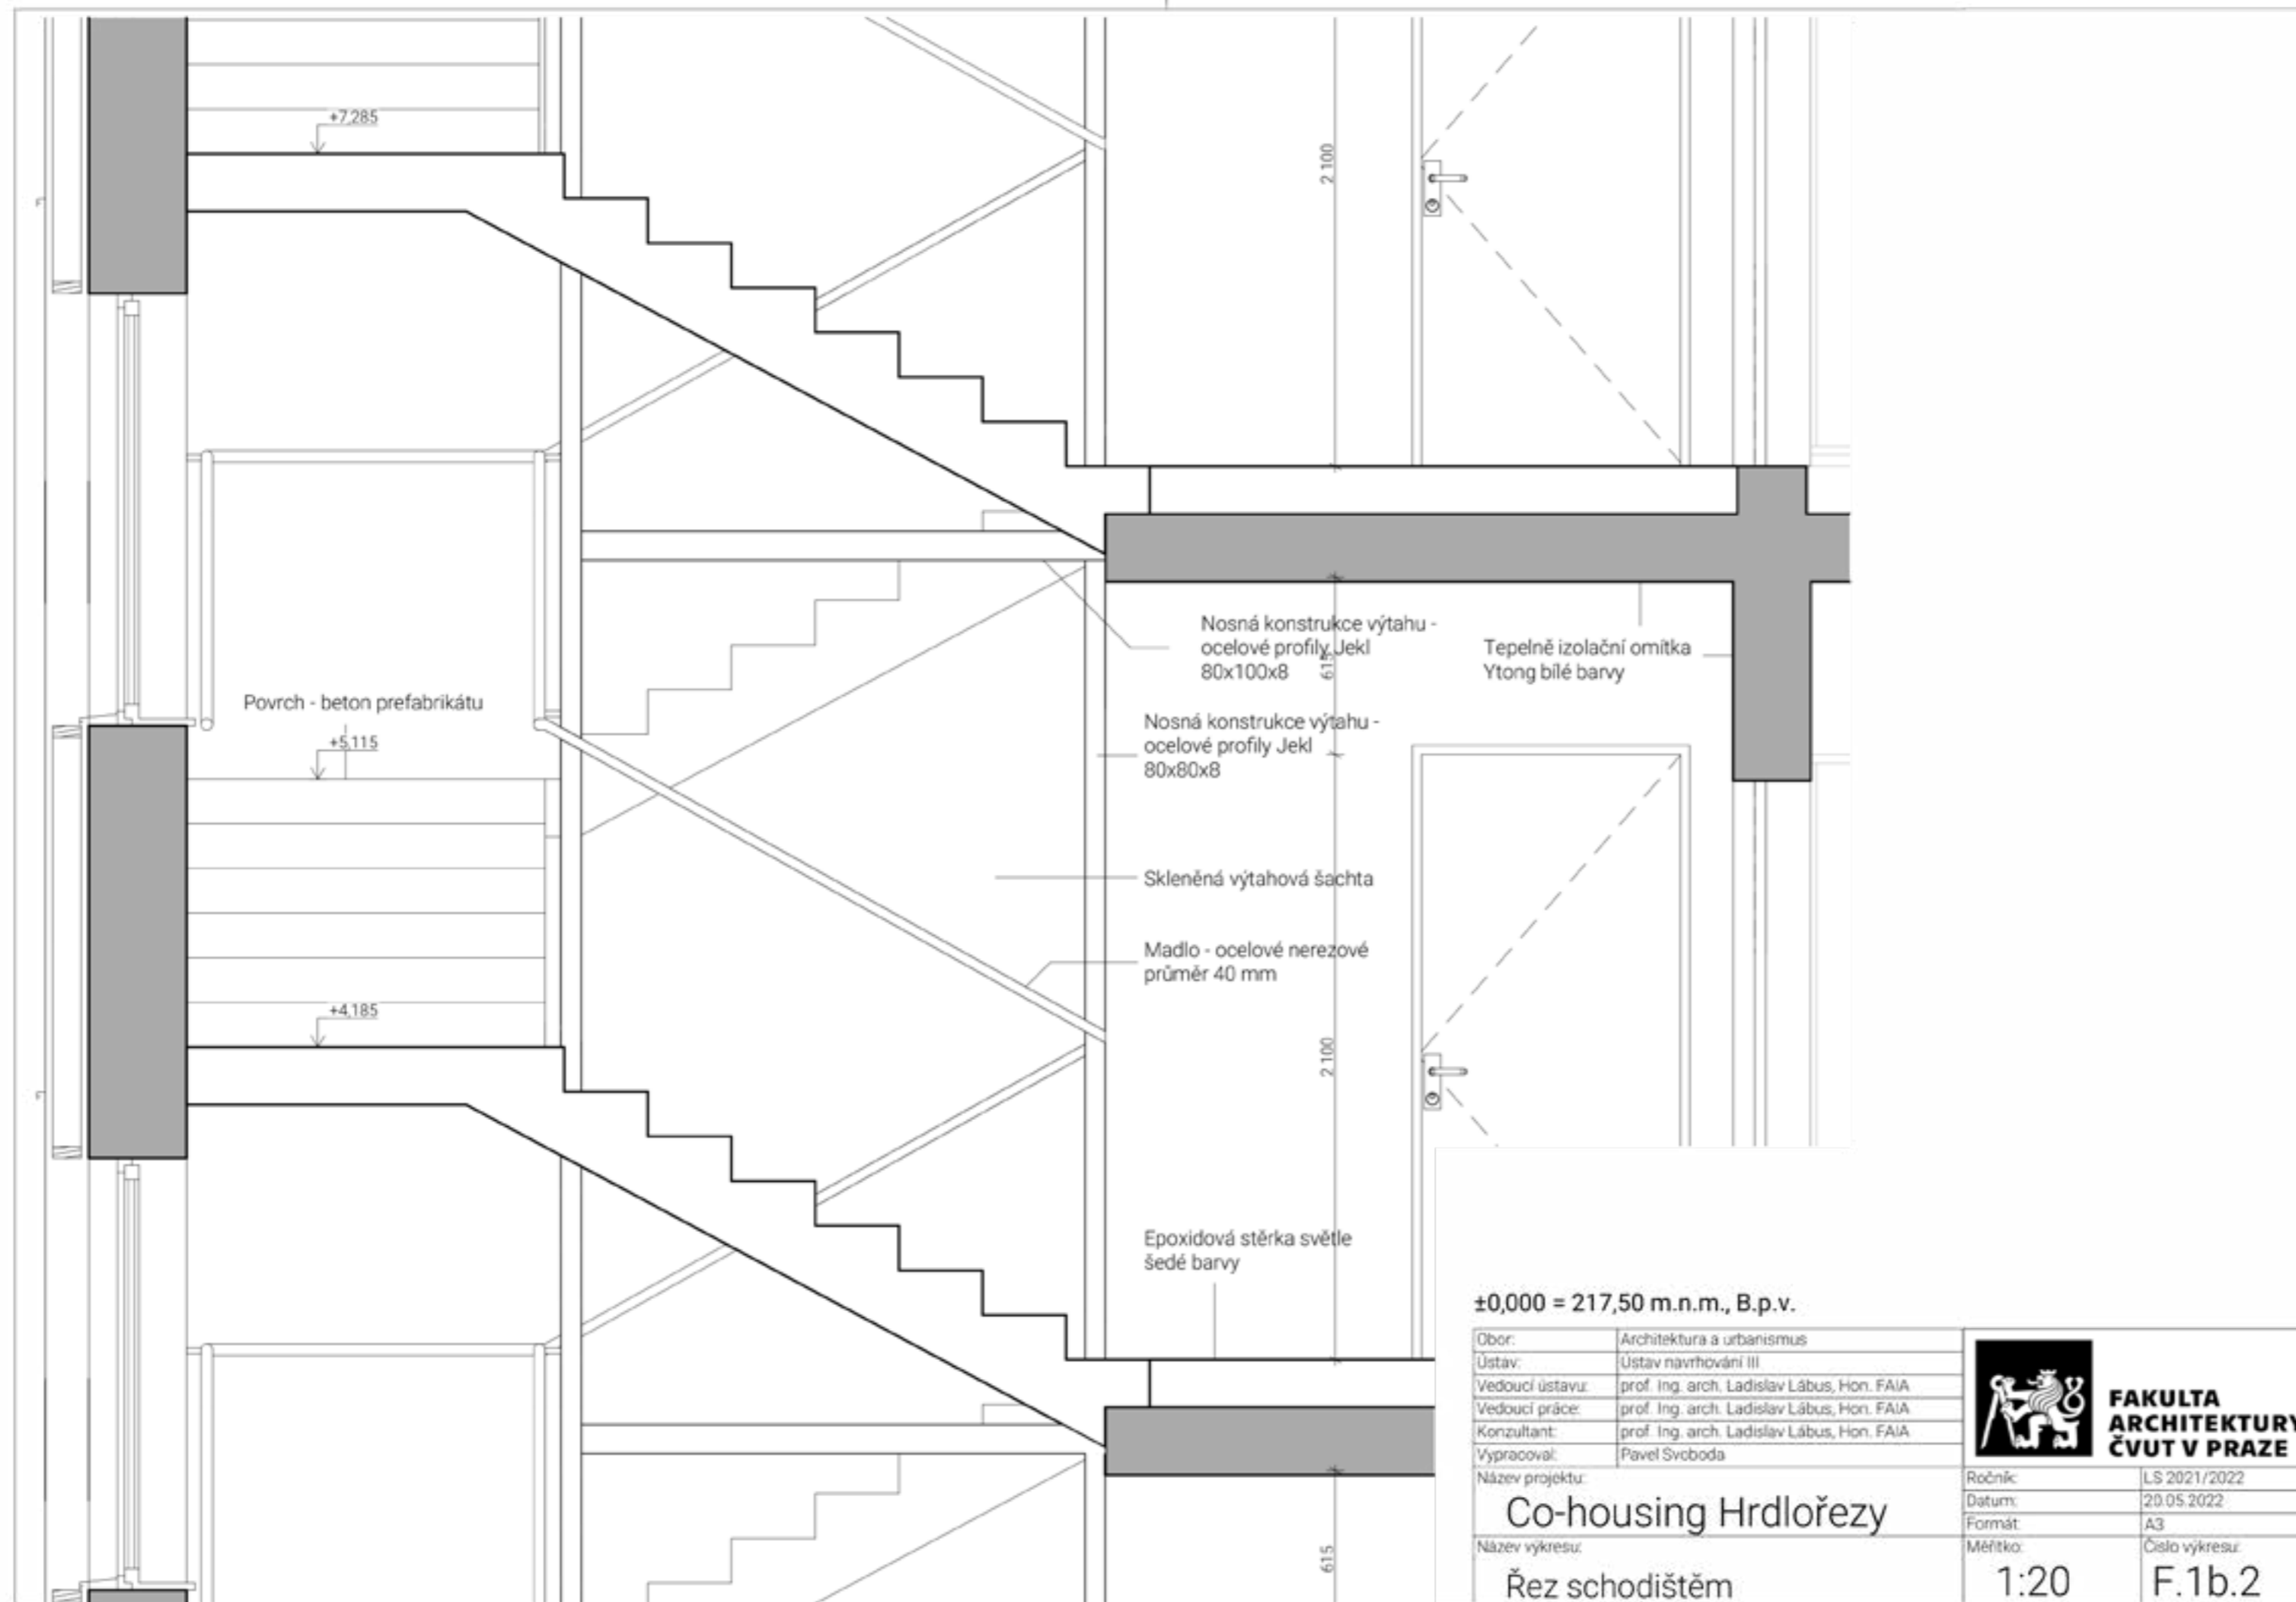 +7,285
2 100
Nosná konstrukce výtahu -
ocelové profily Jekl
80x100x8
615
Tepelně izolační omítka
Ytong bílé barvy
Povrch - beton prefabrikátu
+5,115
Nosná konstrukce výtahu -
ocelové profily Jekl
80x80x8
Skleněná výtahová šachta
Madlo - ocelové nerezové
průměr 40 mm
+4,185
2 100
Epoxidová stěrka světle
šedé barvy
615
±0,000 = 217,50 m.n.m., B.p.v.
Obor: Architektura a urbanismus
Ústav: Ústav navrhování III
Vedoucí ústavu: prof. Ing. arch. Ladislav Lábus, Hon. FAIA
Vedoucí práce: prof. Ing. arch. Ladislav Lábus, Hon. FAIA
Konzultant: prof. Ing. arch. Ladislav Lábus, Hon. FAIA
Vypracoval: Pavel Svoboda
FAKULTA
ARCHITEKTURY
ČVUT V PRAZE
Název projektu:
Co-housing Hrdlořezy
Ročník: LS 2021/2022
Datum: 20.05.2022
Formát: A3
Název výkresu:
Řez schodištěm
Měřítko:
1:20
Číslo výkresu:
F.1b.2